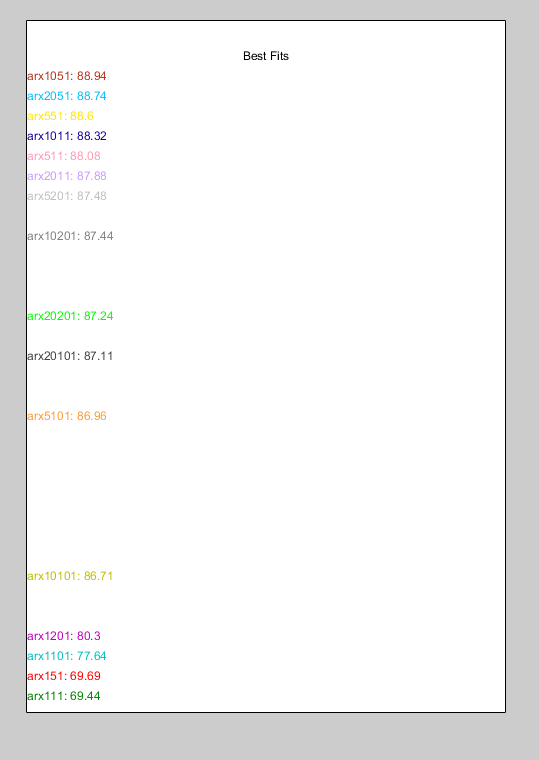 Best Fits
arx1051: 88.94
arx2051: 88.74
arx551: 88.6
arx1011: 88.32
arx511: 88.08
arx2011: 87.88
arx5201: 87.48
arx10201: 87.44
arx20201: 87.24
arx20101: 87.11
arx5101: 86.96
arx10101: 86.71
arx1201: 80.3
arx1101: 77.64
arx151: 69.69
arx111: 69.44